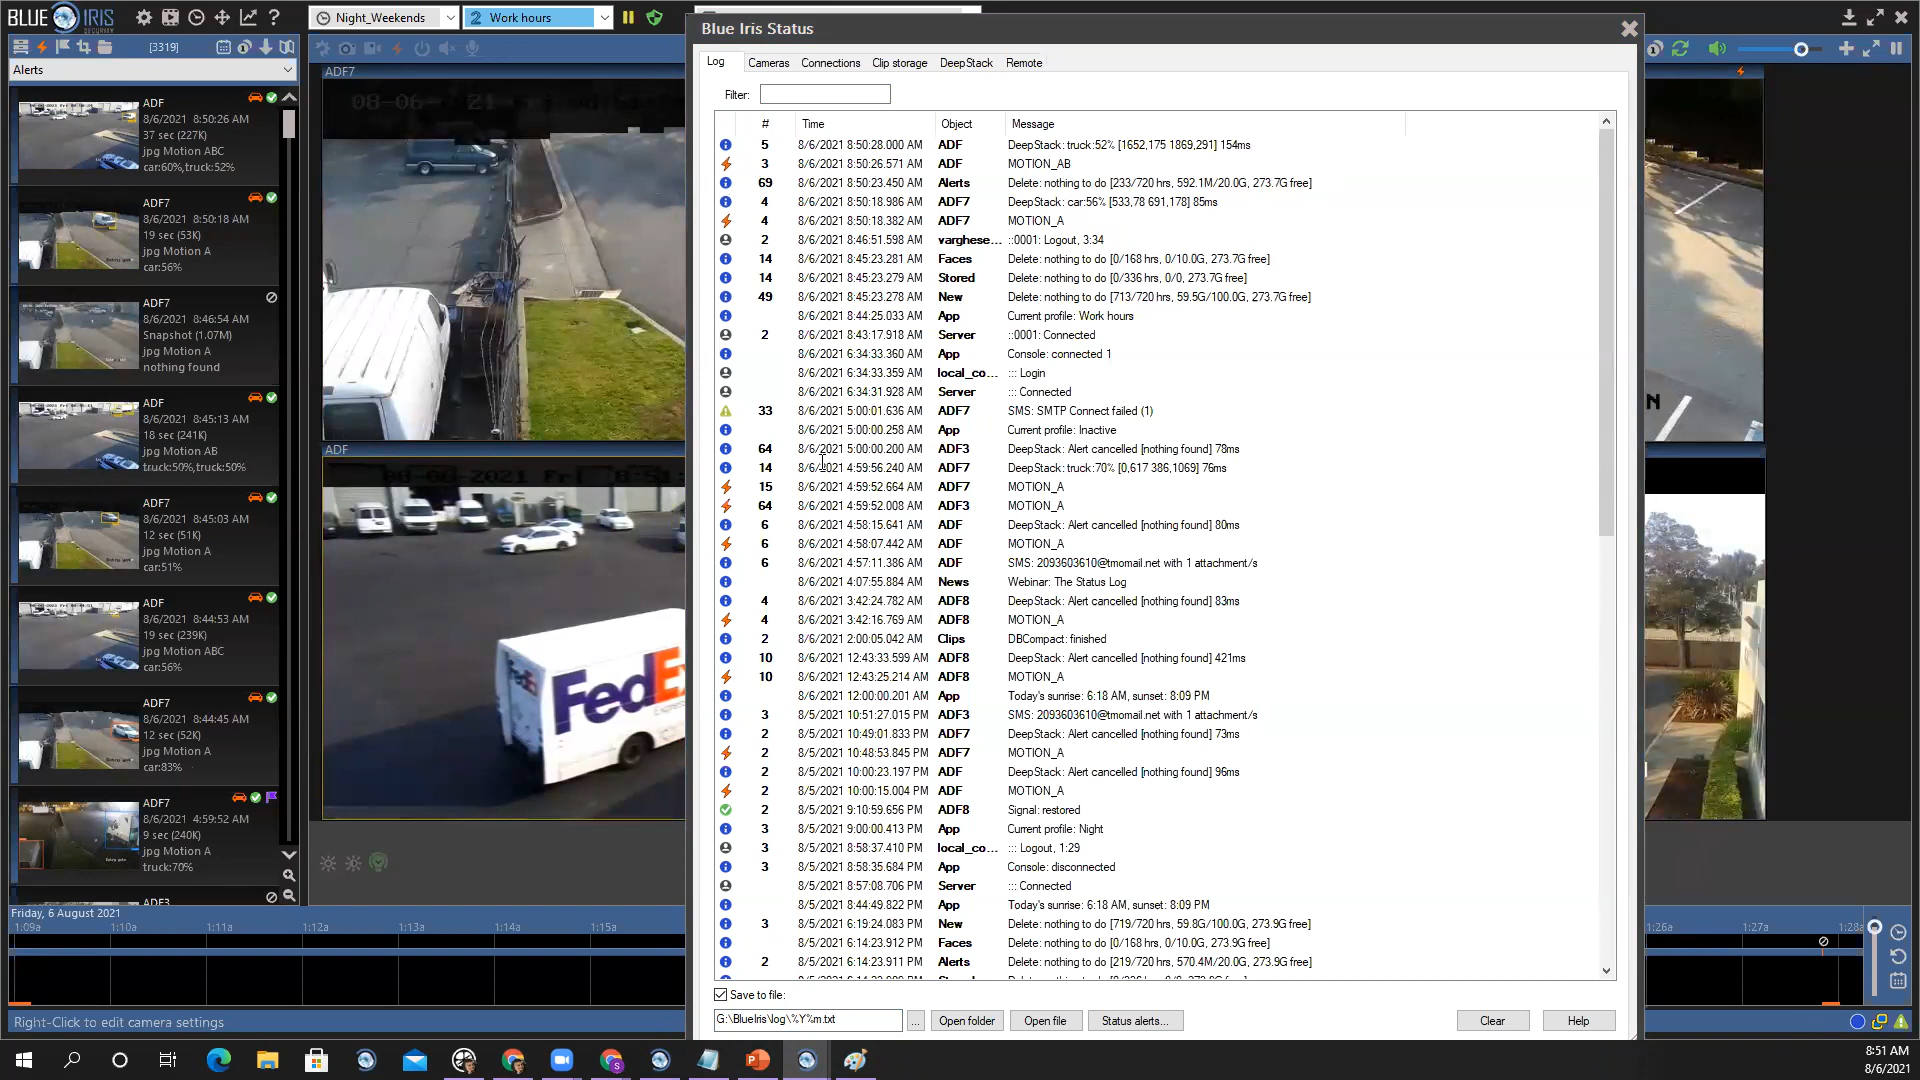 BLUE IRIS
SECURITY
Night_Weekends
2 Work hours
[3319]
Alerts
ADF
8/6/2021 8:50:26 AM
37 sec (227K)
jpg Motion ABC
car:60%,truck:52%
ADF7
8/6/2021 8:50:18 AM
19 sec (53K)
jpg Motion A
car:56%
ADF7
8/6/2021 8:46:54 AM
Snapshot (1.07M)
jpg Motion A
nothing found
ADF
8/6/2021 8:45:13 AM
18 sec (241K)
jpg Motion AB
truck:50%,truck:50%
ADF7
8/6/2021 8:45:03 AM
12 sec (51K)
jpg Motion A
car:51%
ADF
8/6/2021 8:44:53 AM
19 sec (239K)
jpg Motion ABC
car:56%
ADF7
8/6/2021 8:44:45 AM
12 sec (52K)
jpg Motion A
car:83%
ADF7
8/6/2021 4:59:52 AM
9 sec (240K)
jpg Motion A
truck:70%
ADF3
ADF7
ADF
FedEx
Blue Iris Status
Log Cameras Connections Clip storage DeepStack Remote
Filter:
# Time Object Message
5 8/6/2021 8:50:28.000 AM ADF DeepStack: truck:52% [1652,175 1869,291] 154ms
3 8/6/2021 8:50:26.571 AM ADF MOTION_AB
69 8/6/2021 8:50:23.450 AM Alerts Delete: nothing to do [233/720 hrs, 592.1M/20.0G, 273.7G free]
4 8/6/2021 8:50:18.986 AM ADF7 DeepStack: car:56% [533,78 691,178] 85ms
4 8/6/2021 8:50:18.382 AM ADF7 MOTION_A
2 8/6/2021 8:46:51.598 AM varghese... ::0001: Logout, 3:34
14 8/6/2021 8:45:23.281 AM Faces Delete: nothing to do [0/168 hrs, 0/10.0G, 273.7G free]
14 8/6/2021 8:45:23.279 AM Stored Delete: nothing to do [0/336 hrs, 0/0, 273.7G free]
49 8/6/2021 8:45:23.278 AM New Delete: nothing to do [713/720 hrs, 59.5G/100.0G, 273.7G free]
8/6/2021 8:44:25.033 AM App Current profile: Work hours
2 8/6/2021 8:43:17.918 AM Server ::0001: Connected
8/6/2021 6:34:33.360 AM App Console: connected 1
8/6/2021 6:34:33.359 AM local_co... ::: Login
8/6/2021 6:34:31.928 AM Server ::: Connected
33 8/6/2021 5:00:01.636 AM ADF7 SMS: SMTP Connect failed (1)
8/6/2021 5:00:00.258 AM App Current profile: Inactive
64 8/6/2021 5:00:00.200 AM ADF3 DeepStack: Alert cancelled [nothing found] 78ms
14 8/6/2021 4:59:56.240 AM ADF7 DeepStack: truck:70% [0,617 386,1069] 76ms
15 8/6/2021 4:59:52.664 AM ADF7 MOTION_A
64 8/6/2021 4:59:52.008 AM ADF3 MOTION_A
6 8/6/2021 4:58:15.641 AM ADF DeepStack: Alert cancelled [nothing found] 80ms
6 8/6/2021 4:58:07.442 AM ADF MOTION_A
6 8/6/2021 4:57:11.386 AM ADF SMS: 2093603610@tmomail.net with 1 attachment/s
8/6/2021 4:07:55.884 AM News Webinar: The Status Log
4 8/6/2021 3:42:24.782 AM ADF8 DeepStack: Alert cancelled [nothing found] 83ms
4 8/6/2021 3:42:16.769 AM ADF8 MOTION_A
2 8/6/2021 2:00:05.042 AM Clips DBCompact: finished
10 8/6/2021 12:43:33.599 AM ADF8 DeepStack: Alert cancelled [nothing found] 421ms
10 8/6/2021 12:43:25.214 AM ADF8 MOTION_A
8/6/2021 12:00:00.201 AM App Today's sunrise: 6:18 AM, sunset: 8:09 PM
3 8/5/2021 10:51:27.015 PM ADF3 SMS: 2093603610@tmomail.net with 1 attachment/s
2 8/5/2021 10:49:01.833 PM ADF7 DeepStack: Alert cancelled [nothing found] 73ms
2 8/5/2021 10:48:53.845 PM ADF7 MOTION_A
2 8/5/2021 10:00:23.197 PM ADF DeepStack: Alert cancelled [nothing found] 96ms
2 8/5/2021 10:00:15.004 PM ADF MOTION_A
2 8/5/2021 9:10:59.656 PM ADF8 Signal: restored
3 8/5/2021 9:00:00.413 PM App Current profile: Night
3 8/5/2021 8:58:37.410 PM local_co... ::: Logout, 1:29
3 8/5/2021 8:58:35.684 PM App Console: disconnected
8/5/2021 8:57:08.706 PM Server ::: Connected
8/5/2021 8:44:49.822 PM App Today's sunrise: 6:18 AM, sunset: 8:09 PM
3 8/5/2021 6:19:24.083 PM New Delete: nothing to do [719/720 hrs, 59.8G/100.0G, 273.9G free]
8/5/2021 6:14:23.912 PM Faces Delete: nothing to do [0/168 hrs, 0/10.0G, 273.9G free]
2 8/5/2021 6:14:23.911 PM Alerts Delete: nothing to do [219/720 hrs, 570.4M/20.0G, 273.9G free]
Save to file:
G:\BlueIris\log\%Y%m.txt ... Open folder Open file Status alerts... Clear Help
N
Friday, 6 August 2021
1:09a 1:10a 1:11a 1:12a 1:13a 1:14a 1:15a 1:26a 1:27a 1:28a
Right-Click to edit camera settings
8:51 AM
8/6/2021